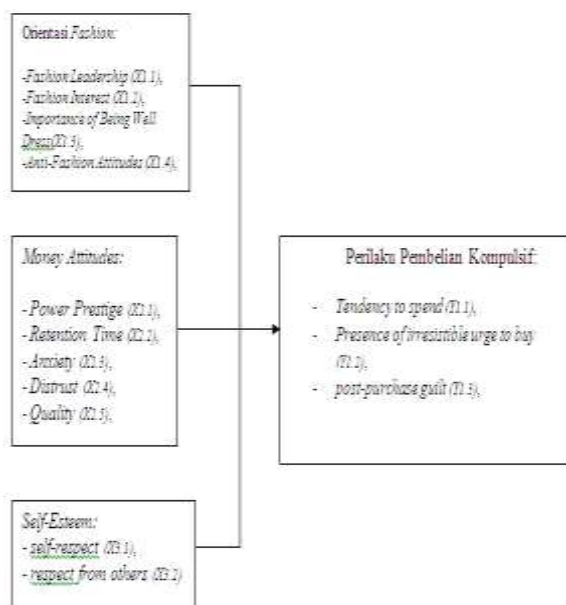 Orientasi Fashion:
-Fashion Leadership (X1.1),
-Fashion Interest (X1.2),
-Importance of Being Well
Dress(X1.3),
-Anti-Fashion Attitudes (X1.4),
Money Attitudes:
- Power Prestige (X2.1),
- Retention Time (X2.2),
- Anxiety (X2.3),
- Distrust (X2.4),
- Quality (X2.5),
Self-Esteem:
- self-respect (X3.1),
- respect from others (X3.2)
Perilaku Pembelian Kompulsif:
- Tendency to spend (Y1.1),
- Presence of irresistible urge to buy
(Y1.2),
- post-purchase guilt (Y1.3),